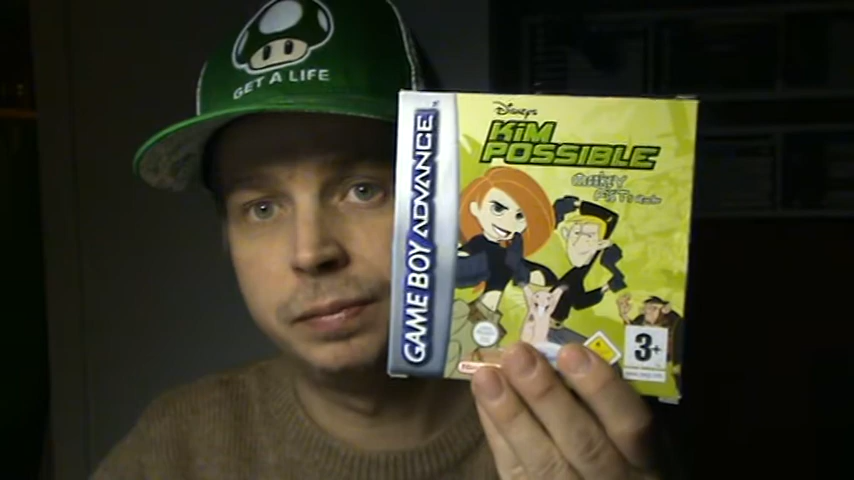 GET A LIFE
GAME BOY ADVANCE
DISNEY'S
KiM
POSSIBLE
3+